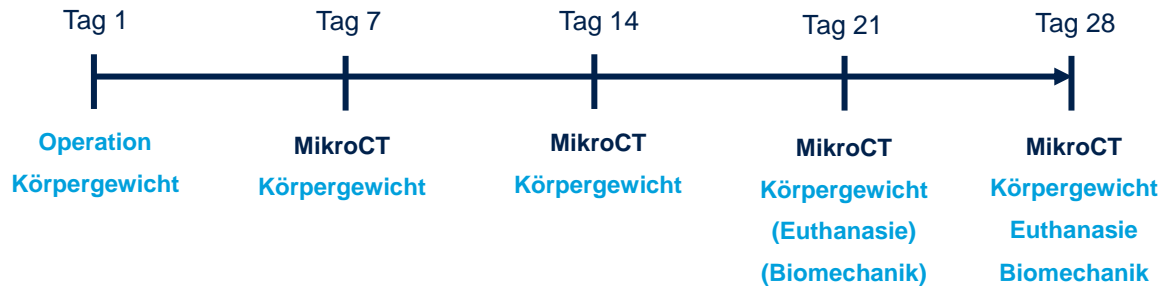 Tag 1
Tag 7
Tag 14
Tag 21
Tag 28
Operation
Körpergewicht
MikroCT
Körpergewicht
MikroCT
Körpergewicht
MikroCT
Körpergewicht
(Euthanasie)
(Biomechanik)
MikroCT
Körpergewicht
Euthanasie
Biomechanik